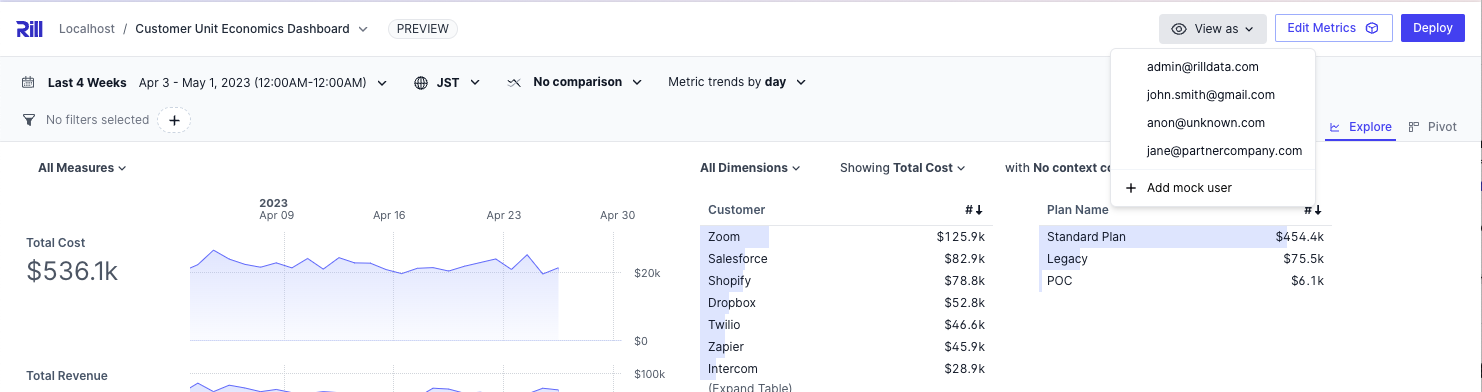 Rill Localhost / Customer Unit Economics Dashboard PREVIEW View as Edit Metrics Deploy
admin@rilldata.com
john.smith@gmail.com
anon@unknown.com
jane@partnercompany.com
+ Add mock user
Last 4 Weeks Apr 3 - May 1, 2023 (12:00AM-12:00AM) JST No comparison Metric trends by day
No filters selected + Explore Pivot
All Measures All Dimensions Showing Total Cost with No context co
2023
Apr 09 Apr 16 Apr 23 Apr 30
Total Cost
$536.1k
$20k
$0
Total Revenue
$100k
Customer #↓
Zoom $125.9k
Salesforce $82.9k
Shopify $78.8k
Dropbox $52.8k
Twilio $46.6k
Zapier $45.9k
Intercom $28.9k
(Expand Table)
Plan Name #↓
Standard Plan $454.4k
Legacy $75.5k
POC $6.1k